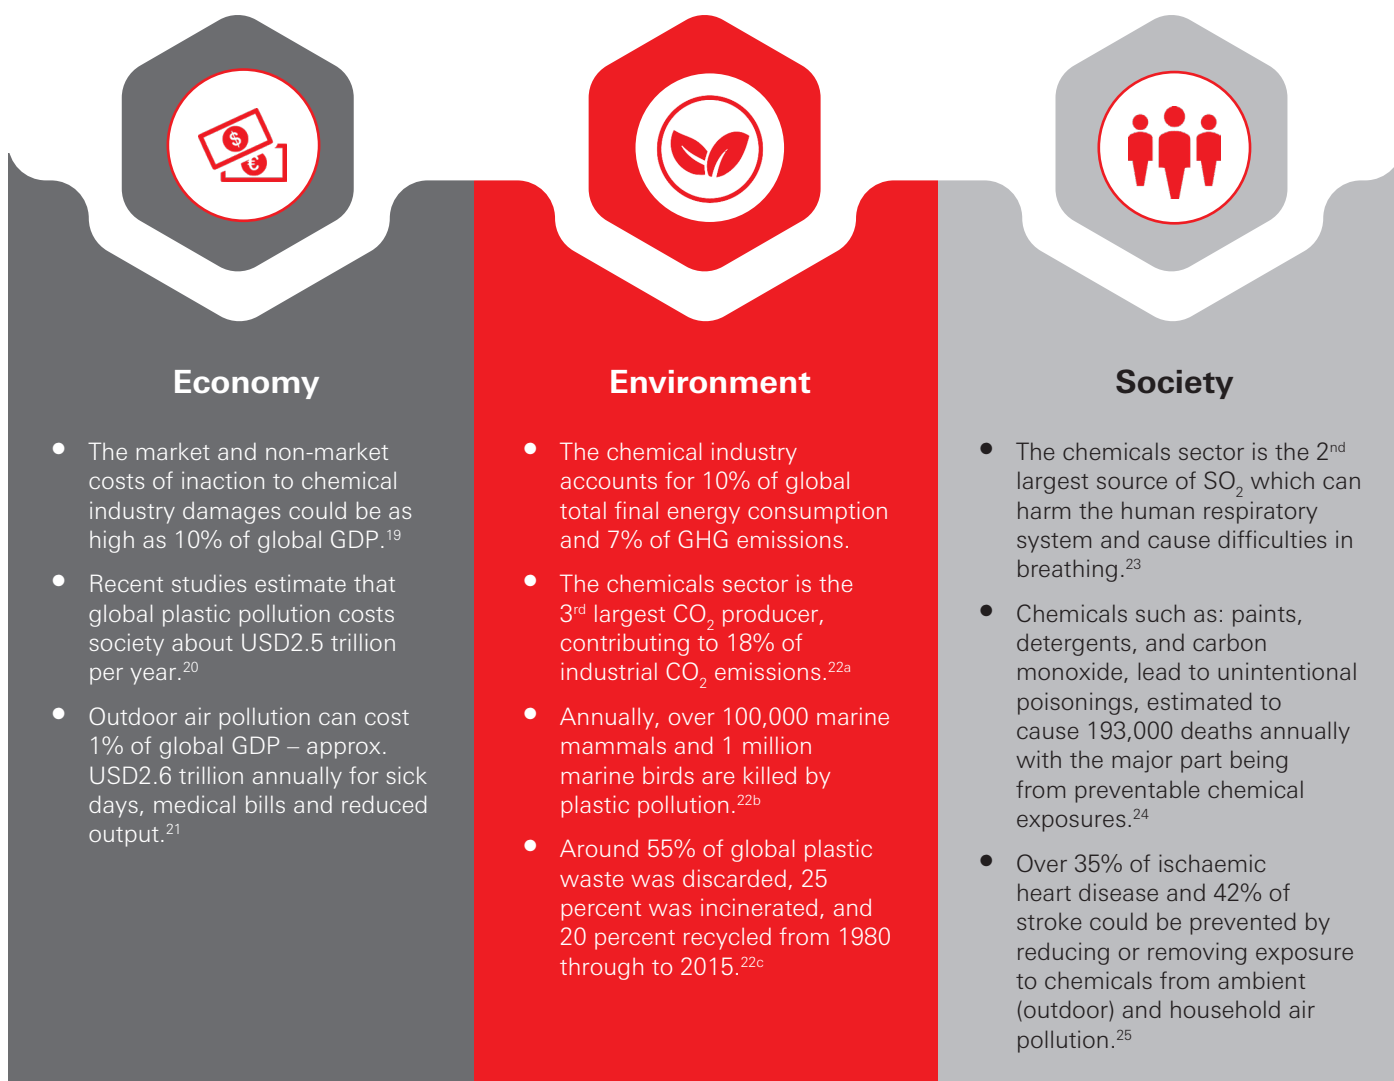 $
€
Economy
● The market and non-market
costs of inaction to chemical
industry damages could be as
high as 10% of global GDP.19
● Recent studies estimate that
global plastic pollution costs
society about USD2.5 trillion
per year.20
● Outdoor air pollution can cost
1% of global GDP – approx.
USD2.6 trillion annually for sick
days, medical bills and reduced
output.21
Environment
● The chemical industry
accounts for 10% of global
total final energy consumption
and 7% of GHG emissions.
● The chemicals sector is the
3rd largest CO2 producer,
contributing to 18% of
industrial CO2 emissions.22a
● Annually, over 100,000 marine
mammals and 1 million
marine birds are killed by
plastic pollution.22b
● Around 55% of global plastic
waste was discarded, 25
percent was incinerated, and
20 percent recycled from 1980
through to 2015.22c
Society
● The chemicals sector is the 2nd
largest source of SO2 which can
harm the human respiratory
system and cause difficulties in
breathing.23
● Chemicals such as: paints,
detergents, and carbon
monoxide, lead to unintentional
poisonings, estimated to
cause 193,000 deaths annually
with the major part being
from preventable chemical
exposures.24
● Over 35% of ischaemic
heart disease and 42% of
stroke could be prevented by
reducing or removing exposure
to chemicals from ambient
(outdoor) and household air
pollution.25